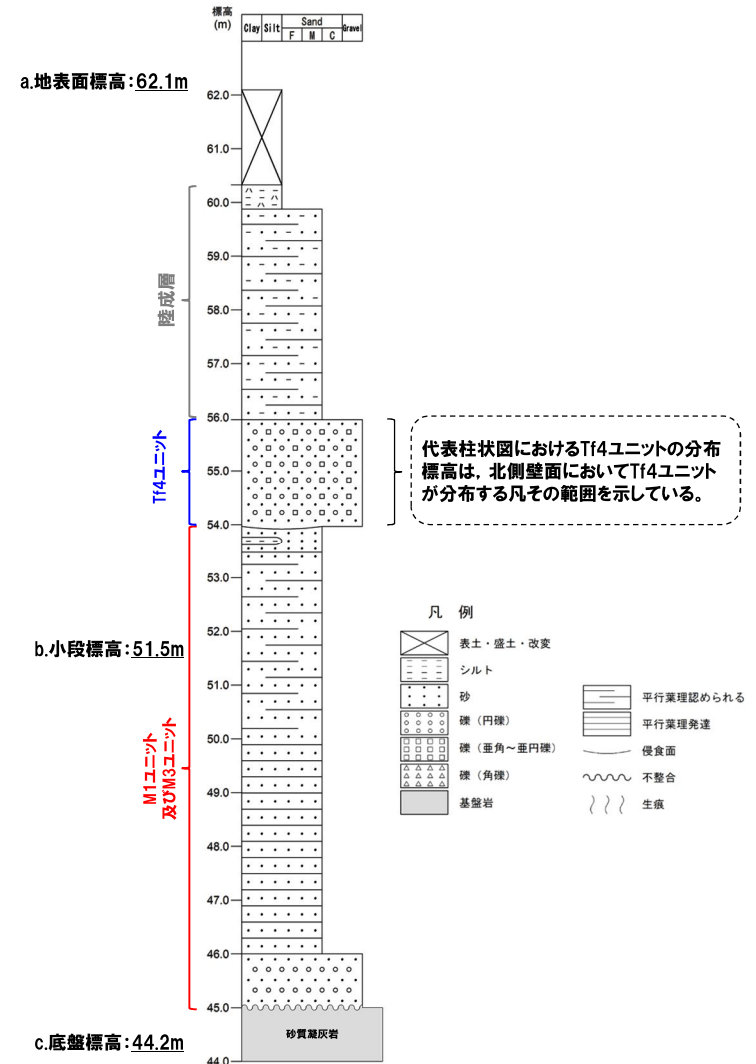 標高
(m)
Clay Silt Sand Gravel
F M C
a.地表面標高：62.1m
62.0
61.0
60.0
59.0
58.0
57.0
56.0
55.0
54.0
53.0
52.0
51.0
50.0
49.0
48.0
47.0
46.0
45.0
44.0
陸成層
Tf4ユニット
代表柱状図におけるTf4ユニットの分布
標高は，北側壁面においてTf4ユニット
が分布する凡その範囲を示している。
b.小段標高：51.5m
M1ユニット
及びM3ユニット
c.底盤標高：44.2m
砂質凝灰岩
凡 例
表土・盛土・改変
シルト
砂
礫（円礫）
礫（亜角～亜円礫）
礫（角礫）
基盤岩
平行葉理認められる
平行葉理発達
侵食面
不整合
生痕